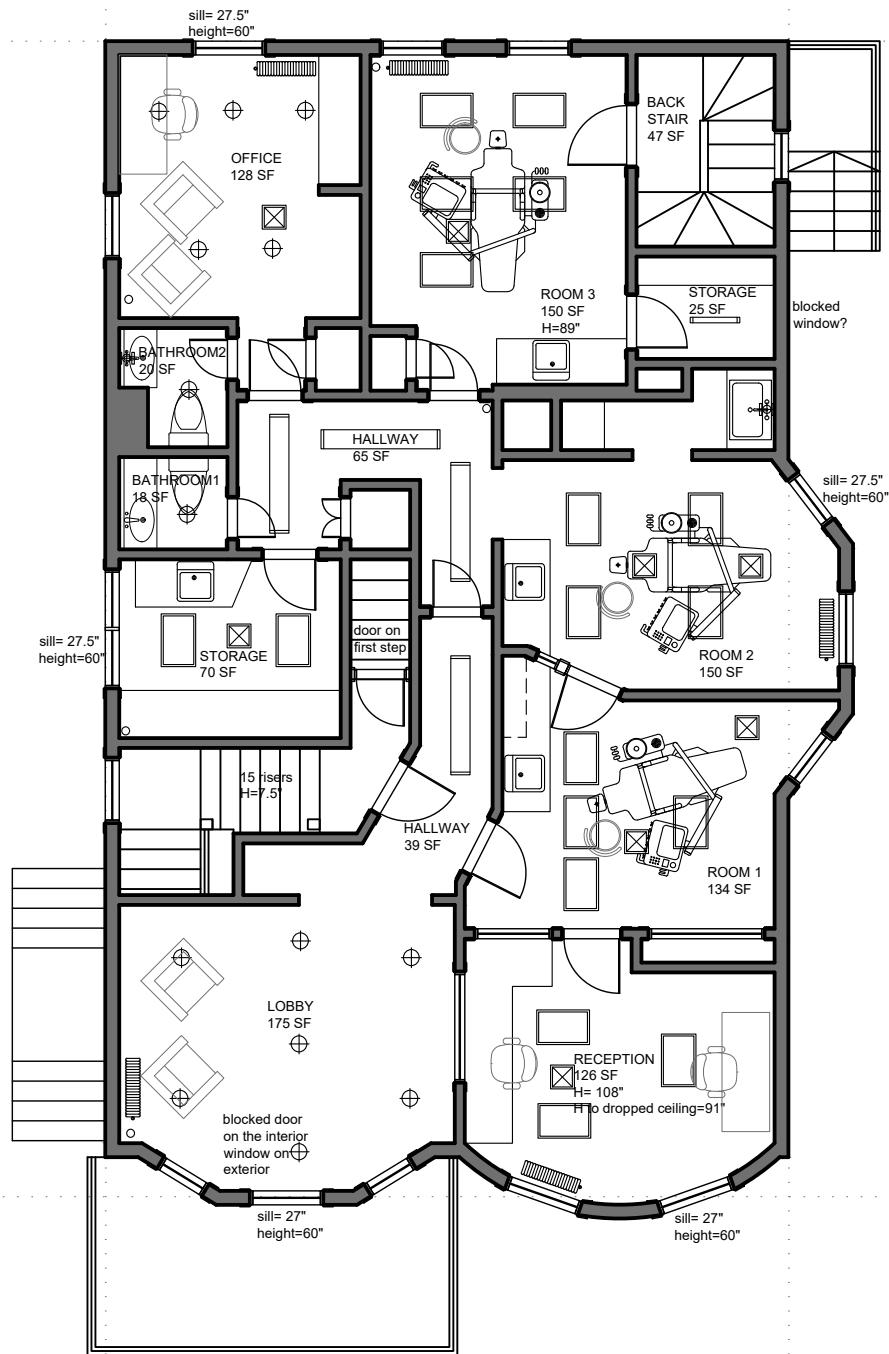 sill= 27.5"
height=60"
BACK
STAIR
47 SF
OFFICE
128 SF
ROOM 3
150 SF
H=89"
STORAGE
25 SF
blocked
window?
BATHROOM2
20 SF
HALLWAY
65 SF
BATHROOM1
18 SF
sill= 27.5"
height=60"
sill= 27.5"
height=60"
STORAGE
70 SF
door on
first step
ROOM 2
150 SF
15 risers
H=7.5"
HALLWAY
39 SF
ROOM 1
134 SF
LOBBY
175 SF
RECEPTION
126 SF
H= 108"
H to dropped ceiling=91"
blocked door
on the interior
window on
exterior
sill= 27"
height=60"
sill= 27"
height=60"